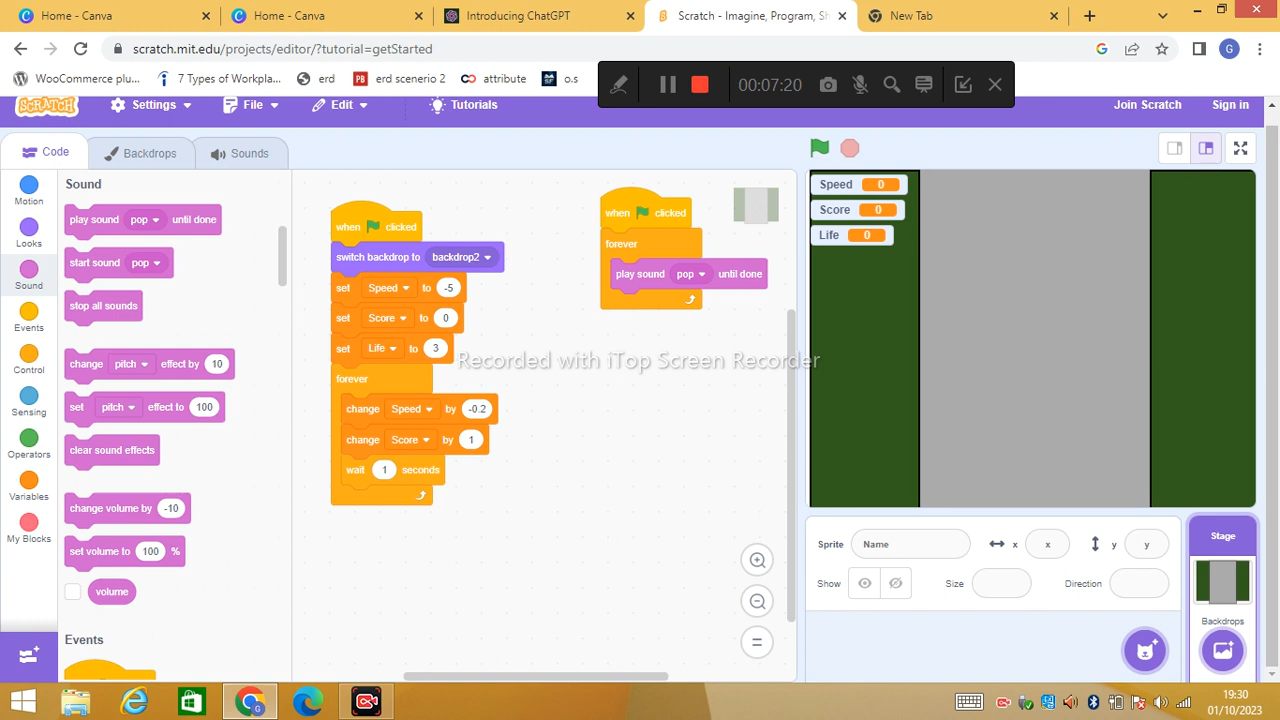 Home - Canva
Home - Canva
Introducing ChatGPT
Scratch - Imagine, Program, Sh
New Tab
scratch.mit.edu/projects/editor/?tutorial=getStarted
G
WooCommerce plu...
7 Types of Workpla...
erd
erd scenerio 2
attribute
o.s
00:07:20
SCRATCH
Settings
File
Edit
Tutorials
Join Scratch
Sign in
Code
Backdrops
Sounds
Motion
Looks
Sound
Events
Control
Sensing
Operators
Variables
My Blocks
Sound
play sound pop until done
start sound pop
stop all sounds
change pitch effect by 10
set pitch effect to 100
clear sound effects
change volume by -10
set volume to 100 %
volume
Events
when clicked
switch backdrop to backdrop2
set Speed to -5
set Score to 0
set Life to 3
forever
change Speed by -0.2
change Score by 1
wait 1 seconds
when clicked
forever
play sound pop until done
Recorded with iTop Screen Recorder
Speed 0
Score 0
Life 0
Sprite Name x x y y
Show Size Direction
Stage
Backdrops
19:30
01/10/2023